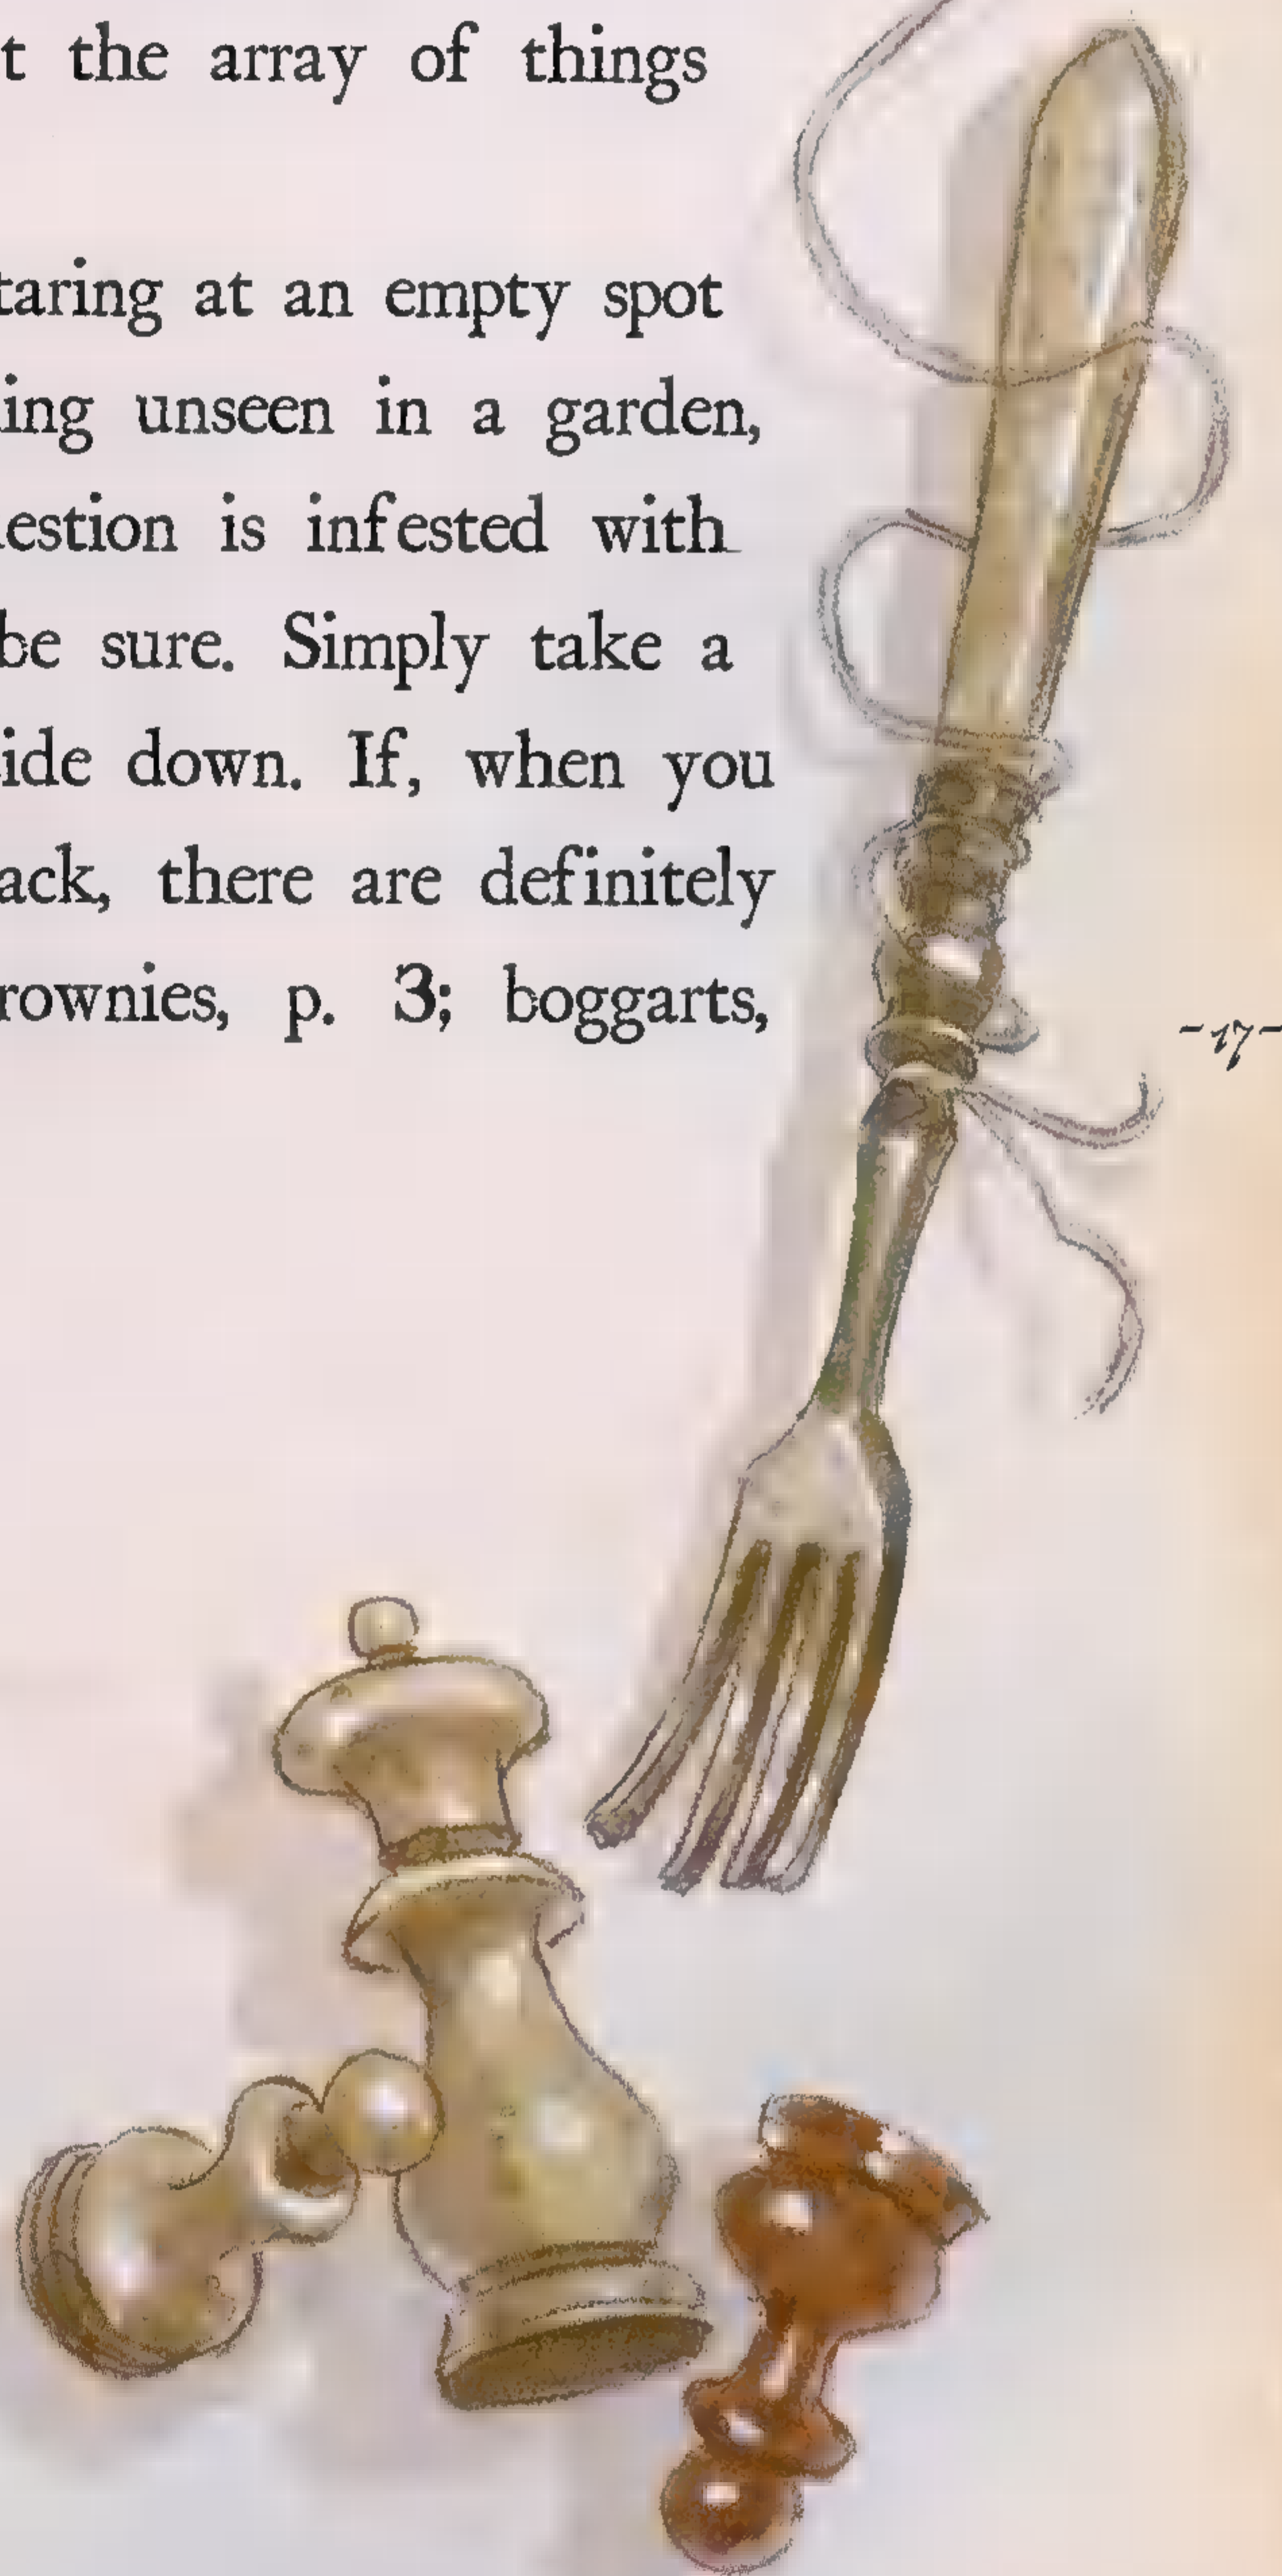 t the array of things
taring at an empty spot
ing unseen in a garden,
estion is infested with
be sure. Simply take a
ide down. If, when you
ack, there are definitely
rownies, p. 3; boggarts,
-17-